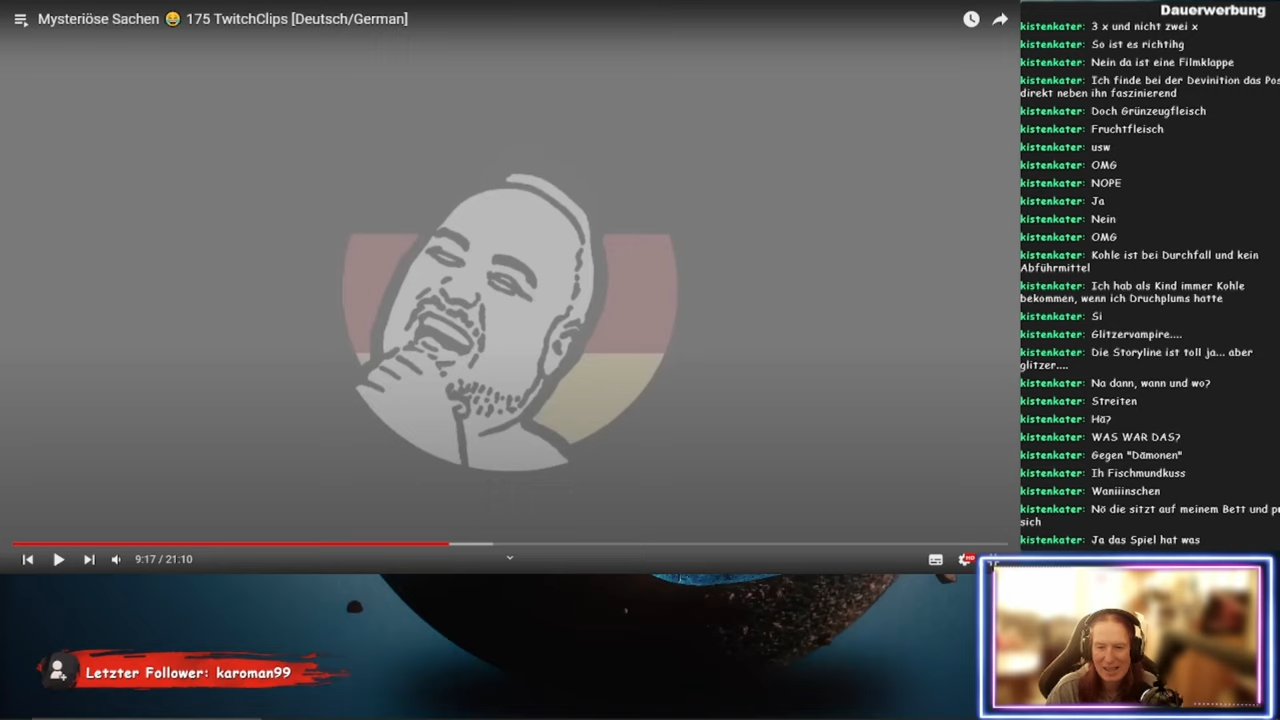 Mysteriöse Sachen 😂 175 TwitchClips [Deutsch/German]
Dauerwerbung
kistenkater: 3 x und nicht zwei x
kistenkater: So ist es richtihg
kistenkater: Nein da ist eine Filmklappe
kistenkater: Ich finde bei der Devinition das Pos
direkt neben ihn faszinierend
kistenkater: Doch Grünzeugfleisch
kistenkater: Fruchtfleisch
kistenkater: usw
kistenkater: OMG
kistenkater: NOPE
kistenkater: Ja
kistenkater: Nein
kistenkater: OMG
kistenkater: Kohle ist bei Durchfall und kein
Abführmittel
kistenkater: Ich hab als Kind immer Kohle
bekommen, wenn ich Druchplums hatte
kistenkater: Si
kistenkater: Glitzervampire....
kistenkater: Die Storyline ist toll ja... aber
glitzer....
kistenkater: Na dann, wann und wo?
kistenkater: Streiten
kistenkater: Hä?
kistenkater: WAS WAR DAS?
kistenkater: Gegen "Dämonen"
kistenkater: Ih Fischmundkuss
kistenkater: Waniiinschen
kistenkater: Nö die sitzt auf meinem Bett und
sich
kistenkater: Ja das Spiel hat was
9:17 / 21:10
HD
Letzter Follower: karoman99